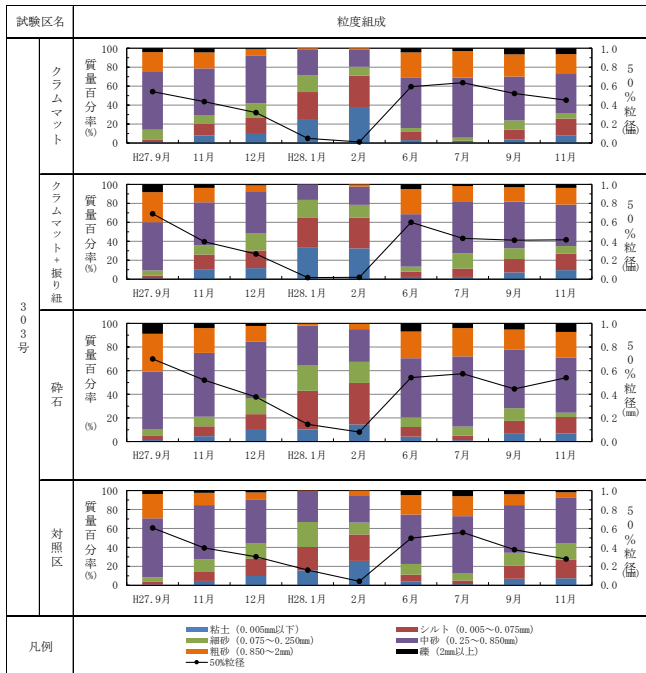 試験区名
粒度組成
303号
クラムマット
質量百分率(%)
100
80
60
40
20
0
1.0
0.8
0.6
0.4
0.2
0.0
50%粒径(mm)
H27.9月 11月 12月 H28.1月 2月 6月 7月 9月 11月
クラムマット+振り紐
質量百分率(%)
100
80
60
40
20
0
1.0
0.8
0.6
0.4
0.2
0.0
50%粒径(mm)
H27.9月 11月 12月 H28.1月 2月 6月 7月 9月 11月
砕石
質量百分率(%)
100
80
60
40
20
0
1.0
0.8
0.6
0.4
0.2
0.0
50%粒径(mm)
H27.9月 11月 12月 H28.1月 2月 6月 7月 9月 11月
対照区
質量百分率(%)
100
80
60
40
20
0
1.0
0.8
0.6
0.4
0.2
0.0
50%粒径(mm)
H27.9月 11月 12月 H28.1月 2月 6月 7月 9月 11月
凡例
粘土 (0.005mm以下)
シルト (0.005～0.075mm)
細砂 (0.075～0.250mm)
中砂 (0.25～0.850mm)
粗砂 (0.850～2mm)
礫 (2mm以上)
50%粒径